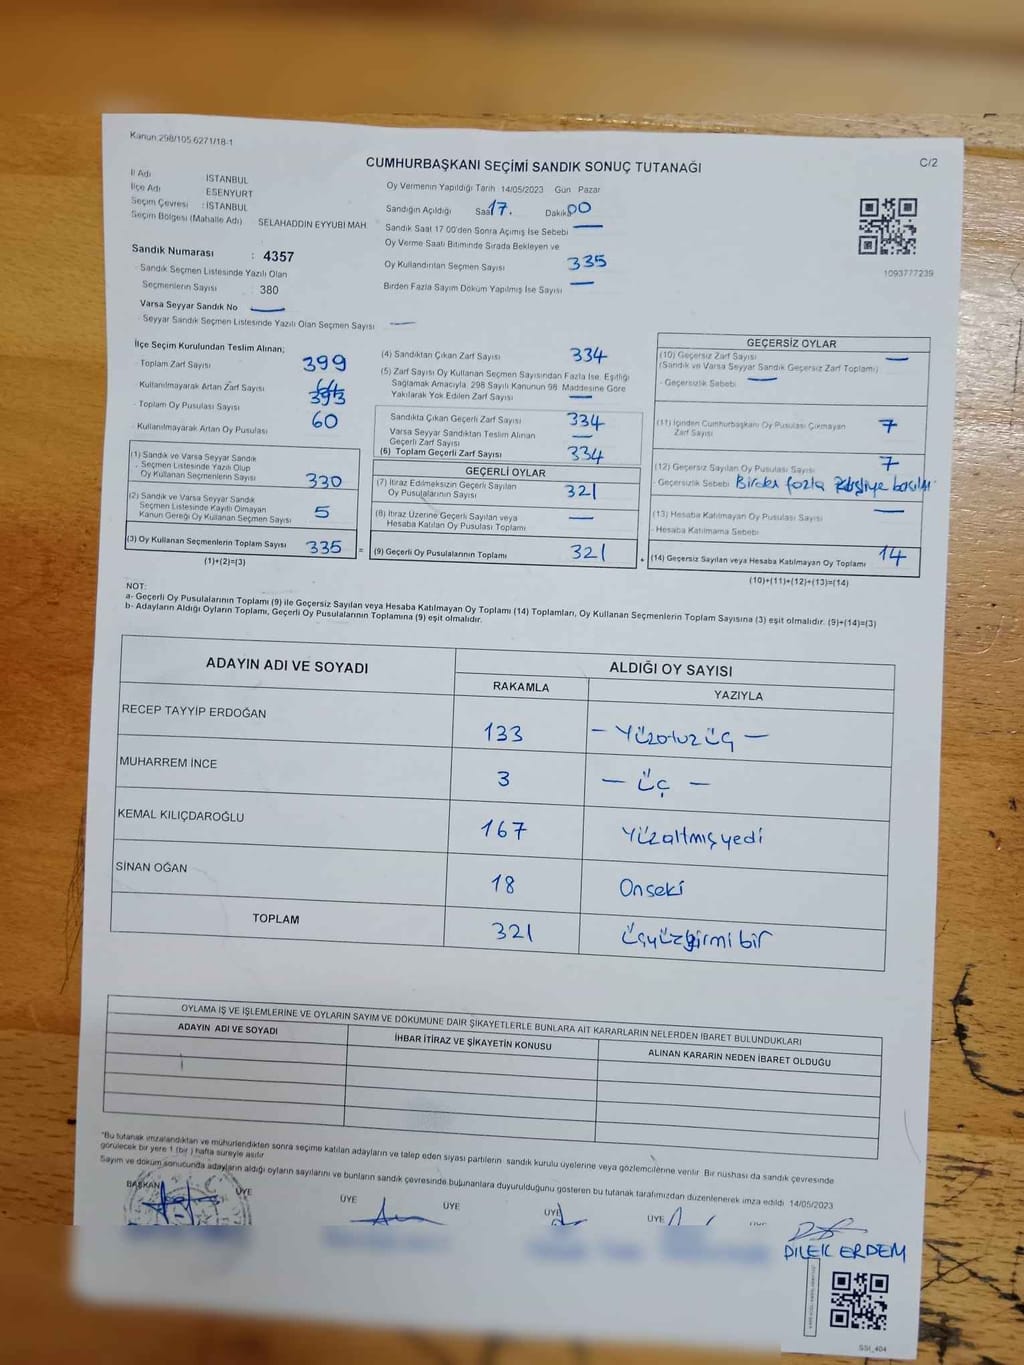 Kanun 298/105 6271/18-1
C/2
CUMHURBAŞKANI SEÇİMİ SANDIK SONUÇ TUTANAĞI
İl Adı İSTANBUL
İlçe Adı ESENYURT
Seçim Çevresi : İSTANBUL
Seçim Bölgesi (Mahalle Adı) SELAHADDİN EYYUBİ MAH
Sandık Numarası : 4357
Sandık Seçmen Listesinde Yazılı Olan
Seçmenlerin Sayısı : 380
Varsa Seyyar Sandık No —
Seyyar Sandık Seçmen Listesinde Yazılı Olan Seçmen Sayısı —
Oy Vermenin Yapıldığı Tarih 14/05/2023 Gün Pazar
Sandığın Açıldığı Saat 17. Dakika 00
Sandık Saat 17 00'den Sonra Açımış İse Sebebi —
Oy Verme Saati Bitiminde Sırada Bekleyen ve
Oy Kullandırılan Seçmen Sayısı 335
Birden Fazla Sayım Döküm Yapılmış İse Sayısı —
1093777239
İlçe Seçim Kurulundan Teslim Alınan;
Toplam Zarf Sayısı 399
Kullanılmayarak Artan Zarf Sayısı 64
Toplam Oy Pusulası Sayısı 393
Kullanılmayarak Artan Oy Pusulası 60
(1) Sandık ve Varsa Seyyar Sandık
Seçmen Listesinde Yazılı Olup
Oy Kullanan Seçmenlerin Sayısı 330
(2) Sandık ve Varsa Seyyar Sandık
Seçmen Listesinde Kayıtlı Olmayan
Kanun Gereği Oy Kullanan Seçmen Sayısı 5
(3) Oy Kullanan Seçmenlerin Toplam Sayısı 335 =
(1)+(2)=(3)
(4) Sandıktan Çıkan Zarf Sayısı 334
(5) Zarf Sayısı Oy Kullanan Seçmen Sayısından Fazla İse, Eşitliği
Sağlamak Amacıyla, 298 Sayılı Kanunun 98. Maddesine Göre
Yakılarak Yok Edilen Zarf Sayısı —
Sandıkta Çıkan Geçerli Zarf Sayısı 334
Varsa Seyyar Sandıktan Teslim Alınan
Geçerli Zarf Sayısı —
(6) Toplam Geçerli Zarf Sayısı 334
GEÇERLİ OYLAR
(7) İtiraz Edilmeksizin Geçerli Sayılan
Oy Pusulalarının Sayısı 321
(8) İtiraz Üzerine Geçerli Sayılan veya
Hesaba Katılan Oy Pusulası Toplamı —
(9) Geçerli Oy Pusulalarının Toplamı 321 +
GEÇERSİZ OYLAR
(10) Geçersiz Zarf Sayısı —
(Sandık ve Varsa Seyyar Sandık Geçersiz Zarf Toplamı)
- Geçersizlik Sebebi —
(11) İçinden Cumhurbaşkanı Oy Pusulası Çıkmayan 7
Zarf Sayısı
(12) Geçersiz Sayılan Oy Pusulası Sayısı 7
- Geçersizlik Sebebi Birden fazla kişiye basılmış
(13) Hesaba Katılmayan Oy Pusulası Sayısı —
- Hesaba Katılmama Sebebi
(14) Geçersiz Sayılan veya Hesaba Katılmayan Oy Toplamı 14
(10)+(11)+(12)+(13)=(14)
NOT:
a- Geçerli Oy Pusulalarının Toplamı (9) ile Geçersiz Sayılan veya Hesaba Katılmayan Oy Toplamı (14) Toplamları, Oy Kullanan Seçmenlerin Toplam Sayısına (3) eşit olmalıdır. (9)+(14)=(3)
b- Adayların Aldığı Oyların Toplamı, Geçerli Oy Pusulalarının Toplamına (9) eşit olmalıdır.
ADAYIN ADI VE SOYADI ALDIĞI OY SAYISI
RAKAMLA YAZIYLA
RECEP TAYYİP ERDOĞAN 133 — Yüzotuzüç —
MUHARREM İNCE 3 — Üç —
KEMAL KILIÇDAROĞLU 167 Yüzaltmışyedi
SİNAN OĞAN 18 Onseki
TOPLAM 321 Üçyüzyirmi bir
OYLAMA İŞ VE İŞLEMLERİNE VE OYLARIN SAYIM VE DÖKÜMÜNE DAİR ŞİKAYETLERLE BUNLARA AİT KARARLARIN NELERDEN İBARET BULUNDUKLARI
ADAYIN ADI VE SOYADI İHBAR İTİRAZ VE ŞİKAYETİN KONUSU ALINAN KARARIN NEDEN İBARET OLDUĞU
"Bu tutanak imzalandıktan ve mühürlendikten sonra seçime katılan adayların ve talep eden siyasi partilerin sandık kurulu üyelerine veya gözlemcilerine verilir. Bir nüshası da sandık çevresinde
görülecek bir yere 1 (bir) hafta süreyle asılır
Sayım ve döküm sonucunda adayların aldığı oyların sayılarını ve bunların sandık çevresinde bulunanlara duyurulduğunu gösteren bu tutanak tarafımızdan düzenlenerek imza edildi 14/05/2023
BAŞKAN ÜYE ÜYE ÜYE ÜYE ÜYE
DİLEK ERDEM
SSI_404